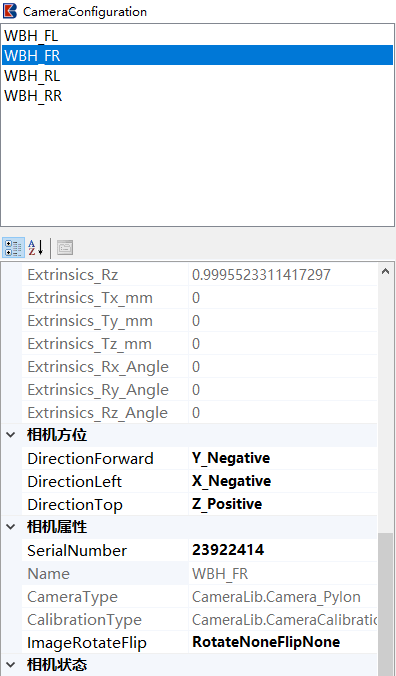 CameraConfiguration
WBH_FL
WBH_FR
WBH_RL
WBH_RR
Extrinsics_Rz 0.9995523311417297
Extrinsics_Tx_mm 0
Extrinsics_Ty_mm 0
Extrinsics_Tz_mm 0
Extrinsics_Rx_Angle 0
Extrinsics_Ry_Angle 0
Extrinsics_Rz_Angle 0
相机方位
DirectionForward Y_Negative
DirectionLeft X_Negative
DirectionTop Z_Positive
相机属性
SerialNumber 23922414
Name WBH_FR
CameraType CameraLib.Camera_Pylon
CalibrationType CameraLib.CameraCalibratio
ImageRotateFlip RotateNoneFlipNone
相机状态